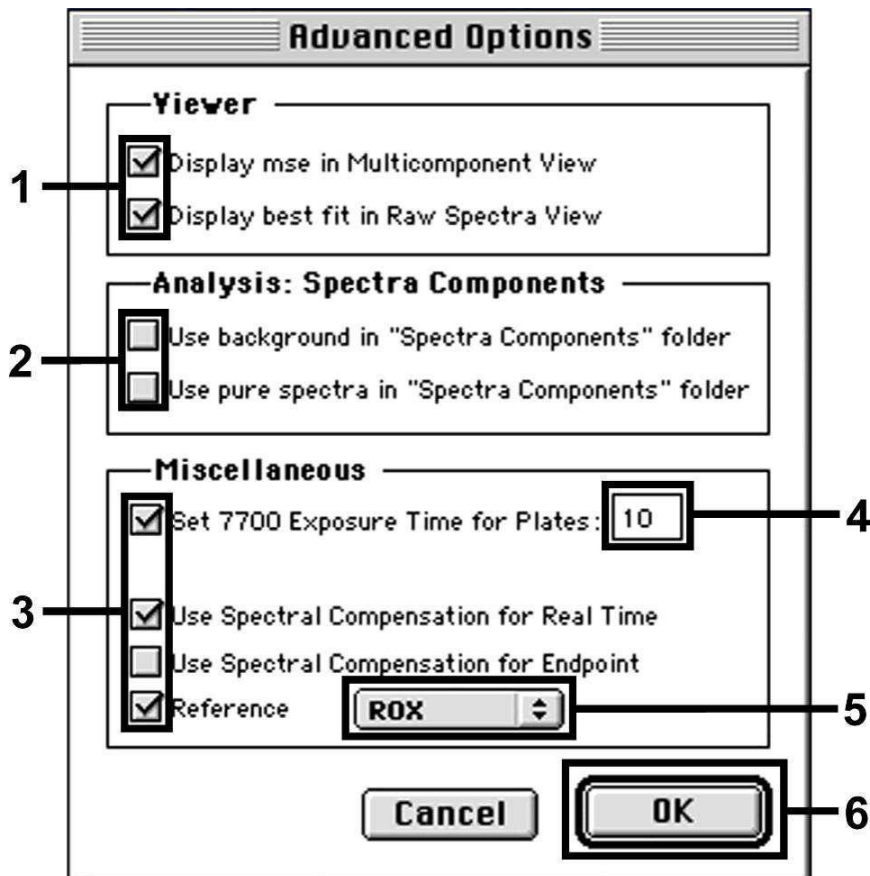 Advanced Options
Viewer
1
Display mse in Multicomponent View
Display best fit in Raw Spectra View
Analysis: Spectra Components
2
Use background in "Spectra Components" folder
Use pure spectra in "Spectra Components" folder
Miscellaneous
Set 7700 Exposure Time for Plates: 10
4
3
Use Spectral Compensation for Real Time
Use Spectral Compensation for Endpoint
Reference ROX
5
Cancel OK
6